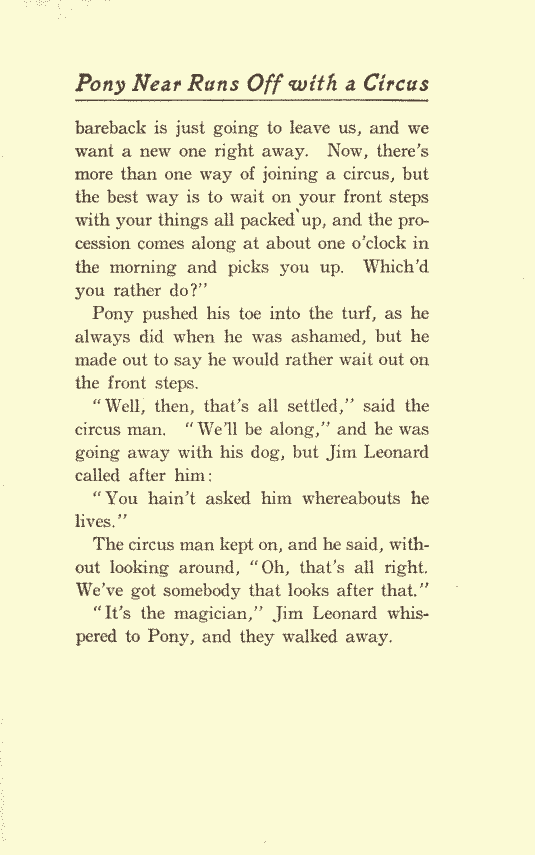 Pony Near Runs Off with a Circus
bareback is just going to leave us, and we
want a new one right away. Now, there's
more than one way of joining a circus, but
the best way is to wait on your front steps
with your things all packed up, and the pro-
cession comes along at about one o'clock in
the morning and picks you up. Which'd
you rather do?"
Pony pushed his toe into the turf, as he
always did when he was ashamed, but he
made out to say he would rather wait out on
the front steps.
"Well, then, that's all settled," said the
circus man. "We'll be along," and he was
going away with his dog, but Jim Leonard
called after him:
"You hain't asked him whereabouts he
lives."
The circus man kept on, and he said, with-
out looking around, "Oh, that's all right.
We've got somebody that looks after that."
"It's the magician," Jim Leonard whis-
pered to Pony, and they walked away.